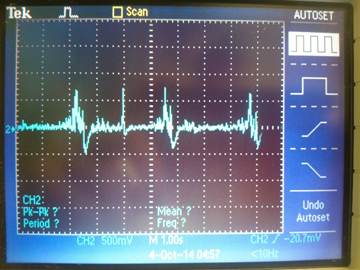 Tek Scan AUTOSET
2
CH2:
Pk-Pk ? Mean ?
Period ? Freq ?
Undo
Autoset
CH2 500mV M 1.00s CH2 -20.7mV
4-Oct-14 04:57 <10Hz